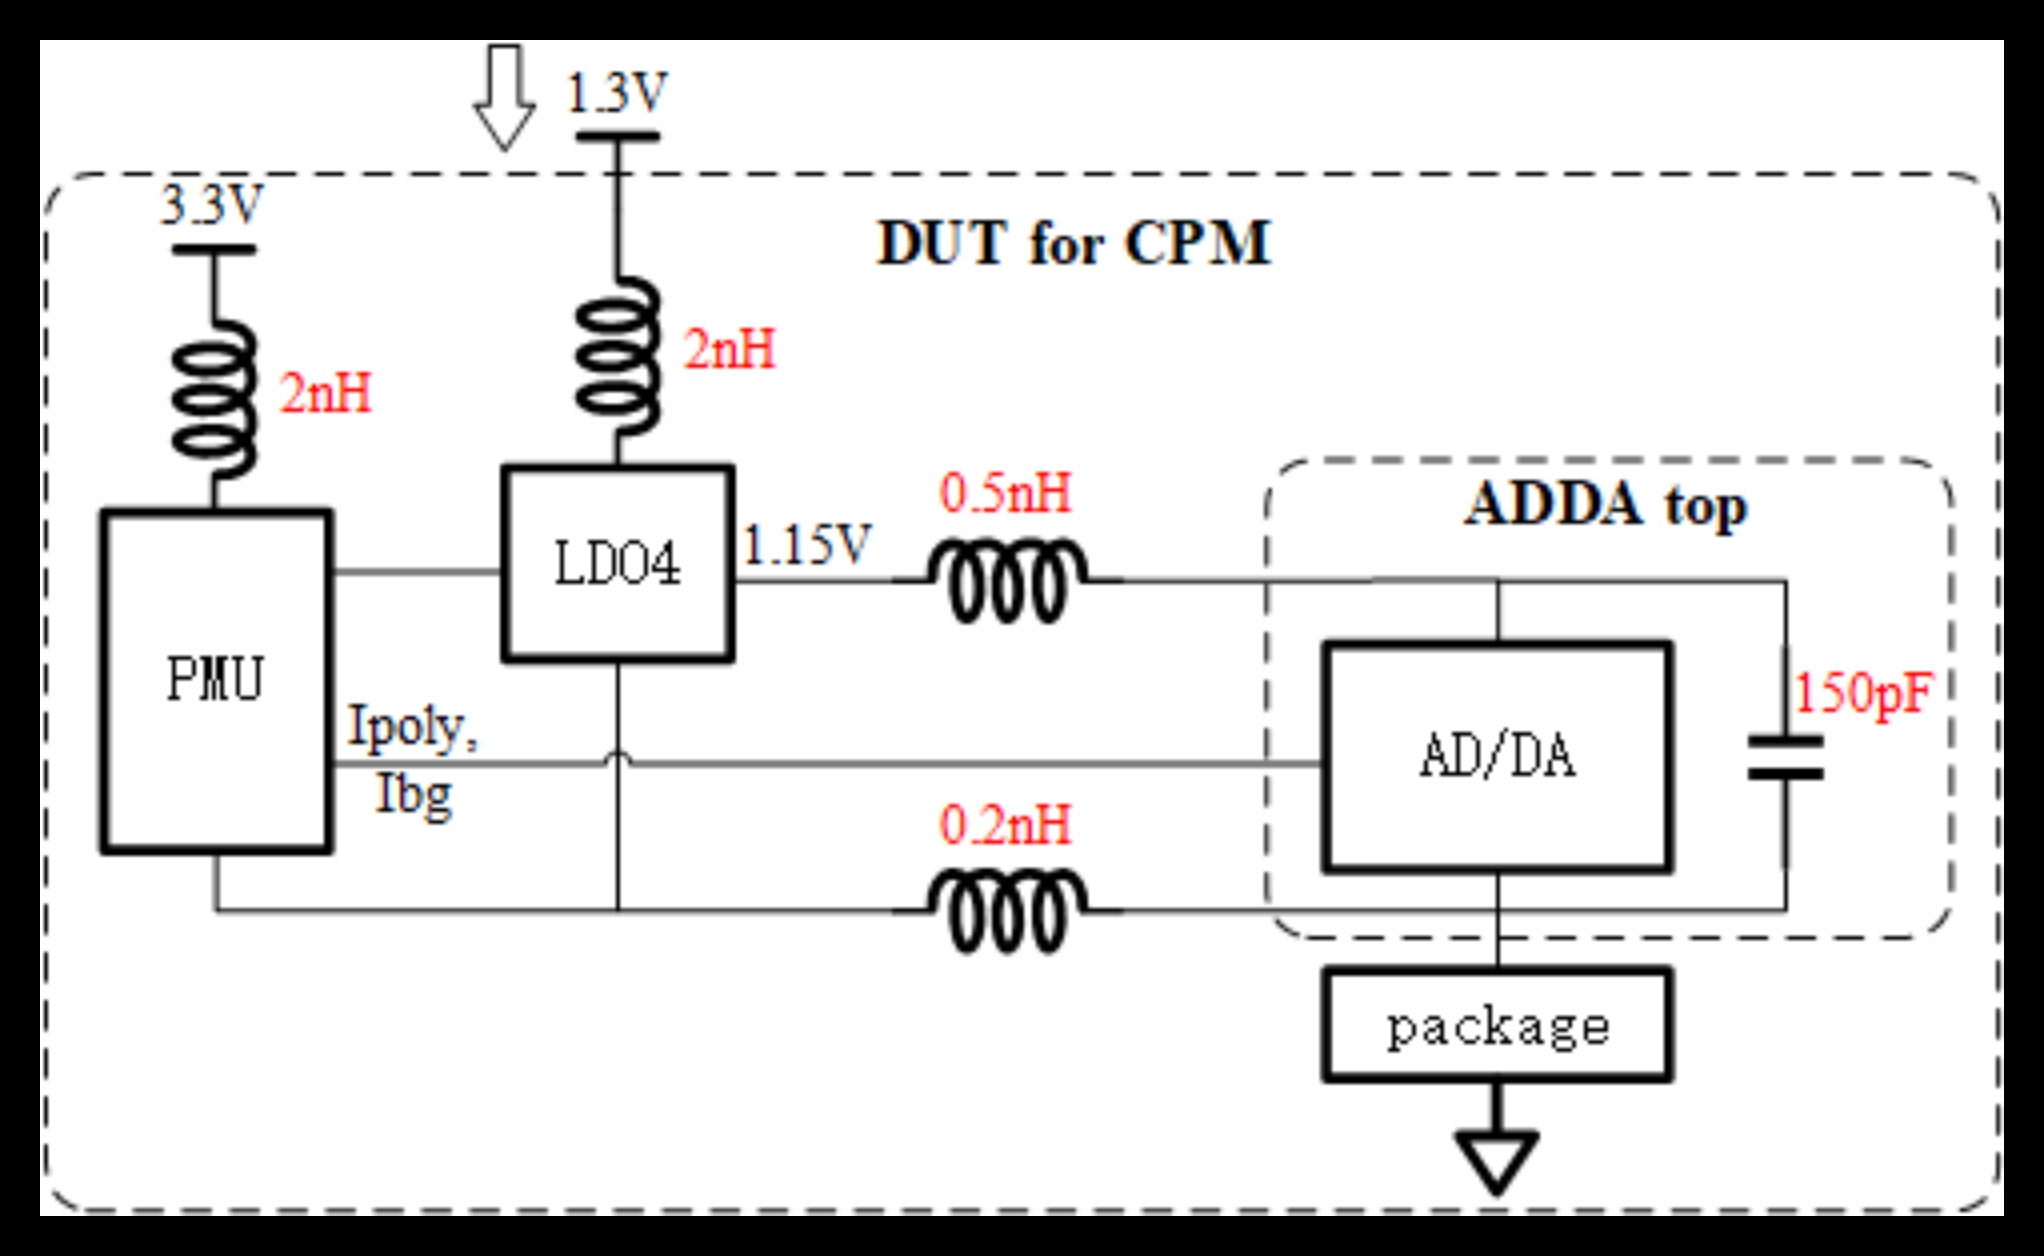 1.3V
3.3V
DUT for CPM
2nH
2nH
0.5nH
ADDA top
1.15V
LDO4
PMU
150pF
Ipoly,
Ibg
AD/DA
0.2nH
package